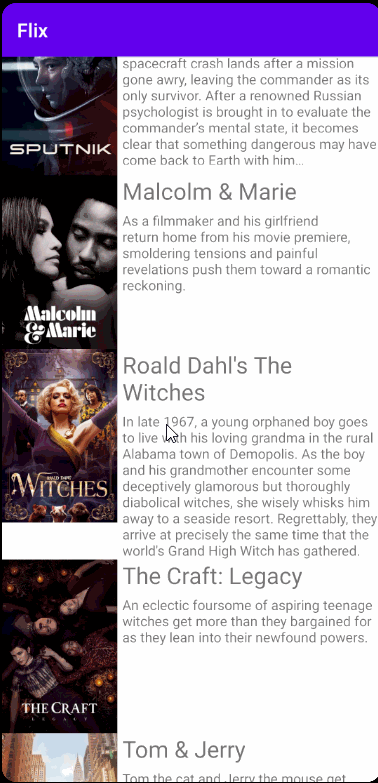 Flix
spacecraft crash lands after a mission
gone awry, leaving the commander as its
only survivor. After a renowned Russian
psychologist is brought in to evaluate the
commander's mental state, it becomes
clear that something dangerous may have
come back to Earth with him…
SPUTNIK
Malcolm & Marie
As a filmmaker and his girlfriend
return home from his movie premiere,
smoldering tensions and painful
revelations push them toward a romantic
reckoning.
Malcolm
& Marie
Roald Dahl's The
Witches
In late 1967, a young orphaned boy goes
to live with his loving grandma in the rural
Alabama town of Demopolis. As the boy
and his grandmother encounter some
deceptively glamorous but thoroughly
diabolical witches, she wisely whisks him
away to a seaside resort. Regrettably, they
arrive at precisely the same time that the
world's Grand High Witch has gathered.
WITCHES
The Craft: Legacy
An eclectic foursome of aspiring teenage
witches get more than they bargained for
as they lean into their newfound powers.
THE CRAFT
LEGACY
Tom & Jerry
Tom the cat and Jerry the mouse get